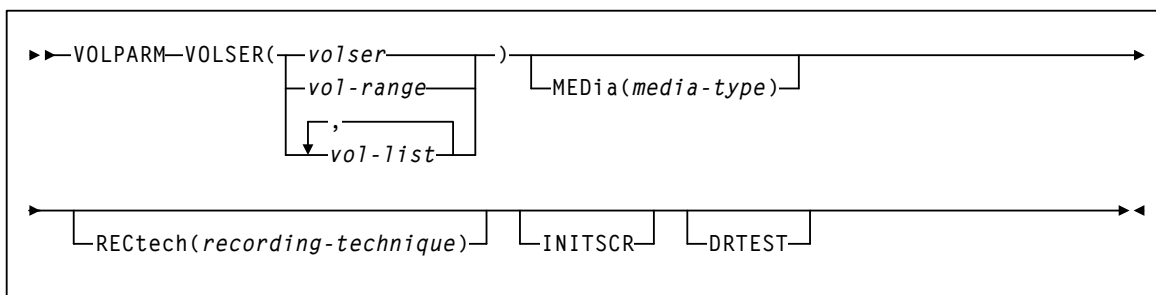 VOLPARM VOLSER( volser )
vol-range MEDia(media-type)
,
vol-list
RECtech(recording-technique) INITSCR DRTEST